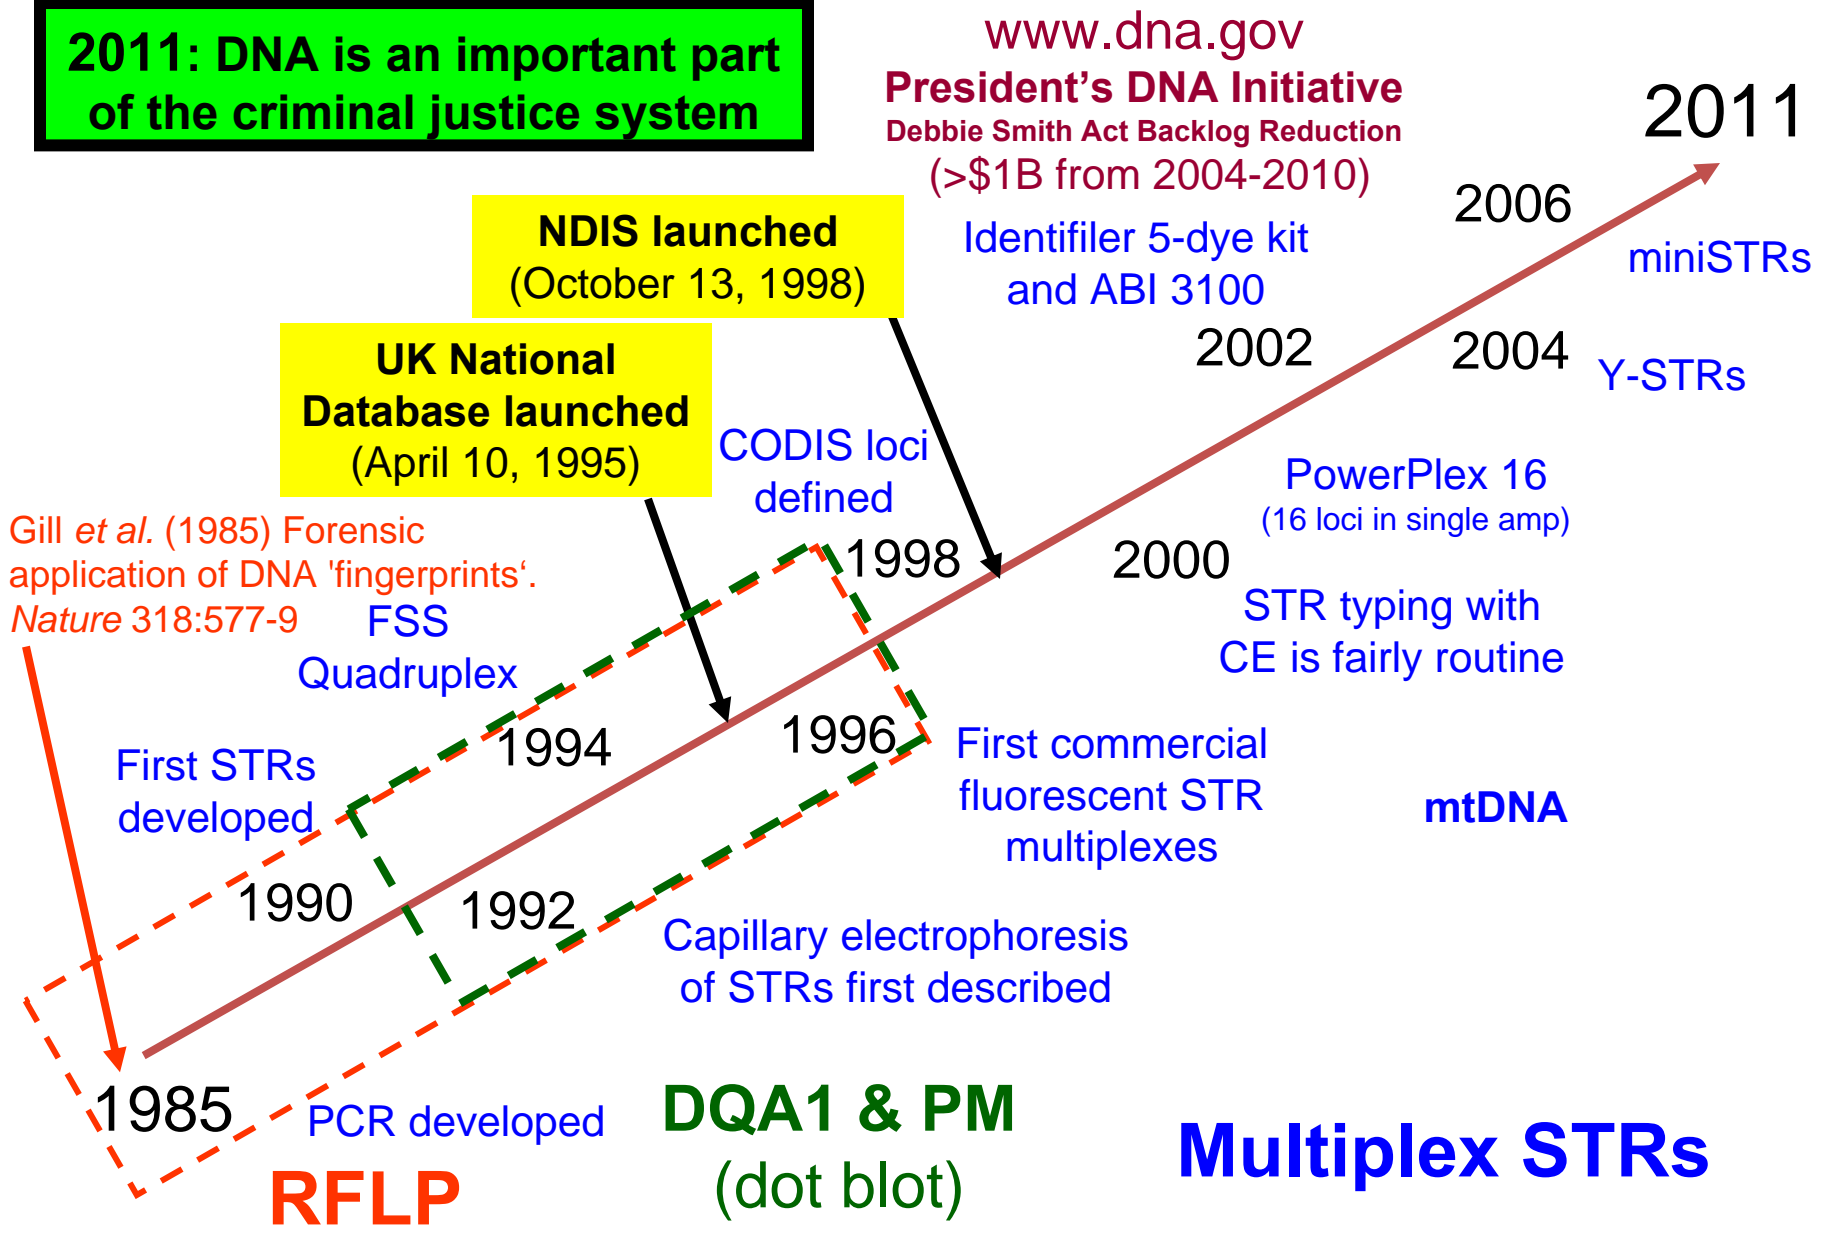 2011: DNA is an important part
of the criminal justice system
www.dna.gov
President’s DNA Initiative
Debbie Smith Act Backlog Reduction
(>$1B from 2004-2010)
2011
NDIS launched
(October 13, 1998)
Identifiler 5-dye kit
and ABI 3100
2006
miniSTRs
UK National
Database launched
(April 10, 1995)
2002
2004
Y-STRs
CODIS loci
defined
PowerPlex 16
(16 loci in single amp)
Gill et al. (1985) Forensic
application of DNA 'fingerprints‘.
Nature 318:577-9
FSS
Quadruplex
1998
2000
STR typing with
CE is fairly routine
First STRs
developed
1994
1996
First commercial
fluorescent STR
multiplexes
mtDNA
1990
1992
Capillary electrophoresis
of STRs first described
1985
PCR developed
RFLP
DQA1 & PM
(dot blot)
Multiplex STRs